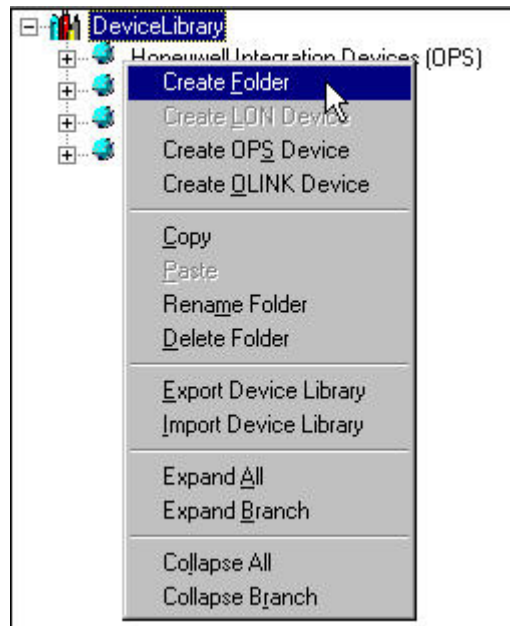 DeviceLibrary
Honeywell Integration Devices (OPS)
Create Folder
Create LON Device
Create OPS Device
Create OLINK Device
Copy
Paste
Rename Folder
Delete Folder
Export Device Library
Import Device Library
Expand All
Expand Branch
Collapse All
Collapse Branch